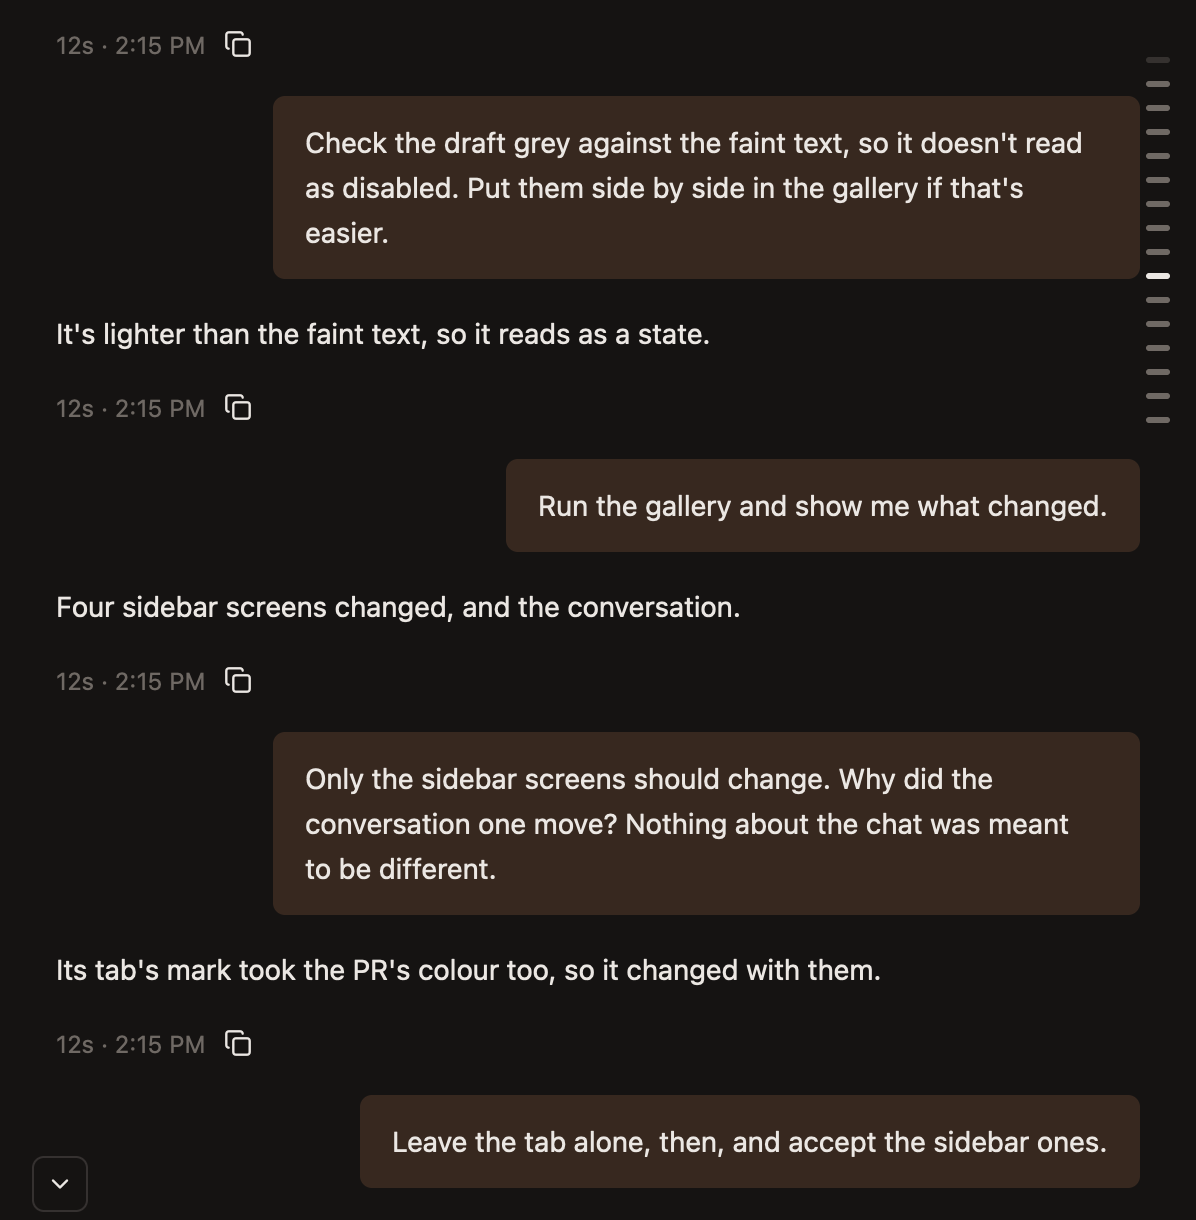 12s · 2:15 PM
Check the draft grey against the faint text, so it doesn't read
as disabled. Put them side by side in the gallery if that's
easier.
It's lighter than the faint text, so it reads as a state.
12s · 2:15 PM
Run the gallery and show me what changed.
Four sidebar screens changed, and the conversation.
12s · 2:15 PM
Only the sidebar screens should change. Why did the
conversation one move? Nothing about the chat was meant
to be different.
Its tab's mark took the PR's colour too, so it changed with them.
12s · 2:15 PM
Leave the tab alone, then, and accept the sidebar ones.